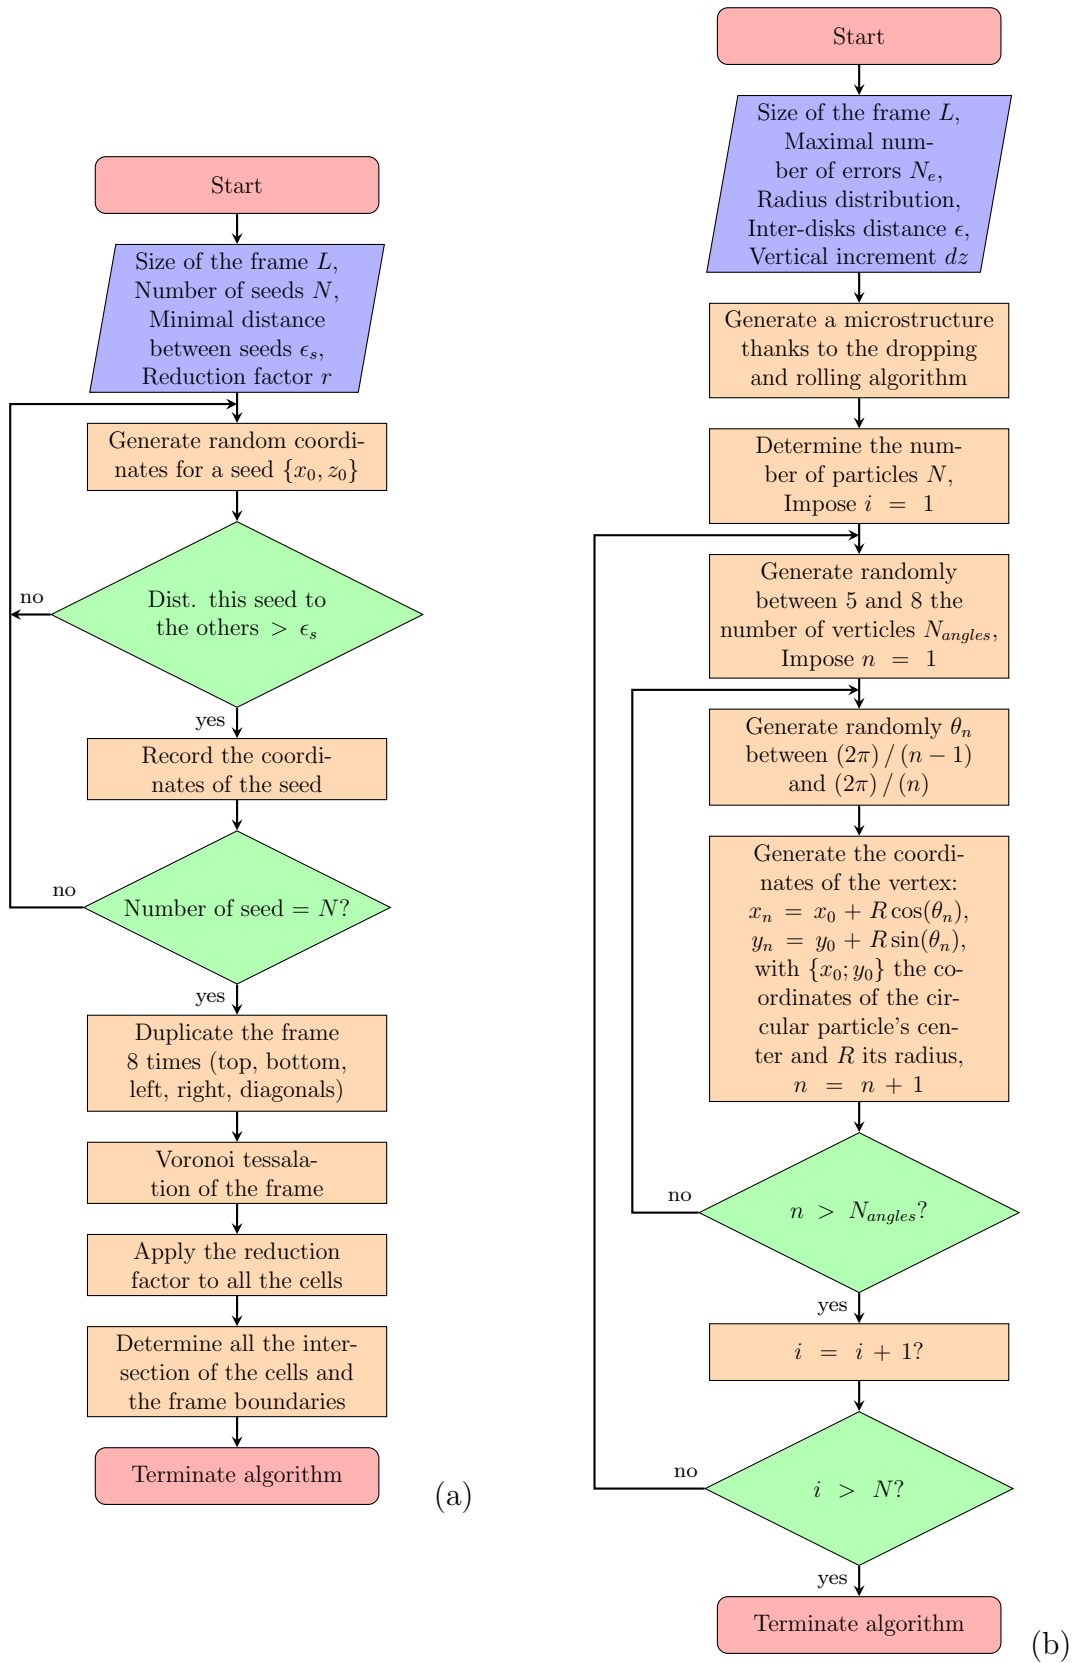 Start
Size of the frame L,
Number of seeds N,
Minimal distance
between seeds ϵ_s,
Reduction factor r
Generate random coordi-
nates for a seed {x_0, z_0}
Dist. this seed to
the others > ϵ_s
no
yes
Record the coordi-
nates of the seed
Number of seed = N?
no
yes
Duplicate the frame
8 times (top, bottom,
left, right, diagonals)
Voronoi tessala-
tion of the frame
Apply the reduction
factor to all the cells
Determine all the inter-
section of the cells and
the frame boundaries
Terminate algorithm
(a)
Start
Size of the frame L,
Maximal num-
ber of errors N_e,
Radius distribution,
Inter-disks distance ϵ,
Vertical increment dz
Generate a microstructure
thanks to the dropping
and rolling algorithm
Determine the num-
ber of particles N,
Impose i = 1
Generate randomly
between 5 and 8 the
number of verticles N_angles,
Impose n = 1
Generate randomly θ_n
between (2π) / (n − 1)
and (2π) / (n)
Generate the coordi-
nates of the vertex:
x_n = x_0 + R cos(θ_n),
y_n = y_0 + R sin(θ_n),
with {x_0; y_0} the co-
ordinates of the cir-
cular particle's cen-
ter and R its radius,
n = n + 1
n > N_angles?
no
yes
i = i + 1?
i > N?
no
yes
Terminate algorithm
(b)